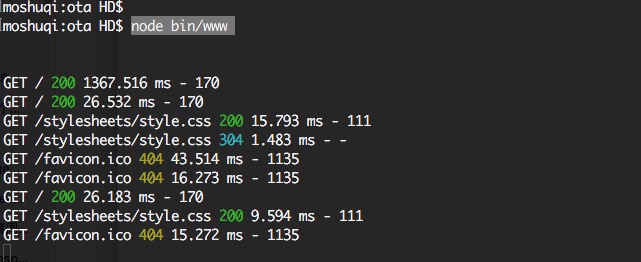 moshuqi:ota HD$
moshuqi:ota HD$ node bin/www
GET / 200 1367.516 ms - 170
GET / 200 26.532 ms - 170
GET /stylesheets/style.css 200 15.793 ms - 111
GET /stylesheets/style.css 304 1.483 ms - -
GET /favicon.ico 404 43.514 ms - 1135
GET /favicon.ico 404 16.273 ms - 1135
GET / 200 26.183 ms - 170
GET /stylesheets/style.css 200 9.594 ms - 111
GET /favicon.ico 404 15.272 ms - 1135